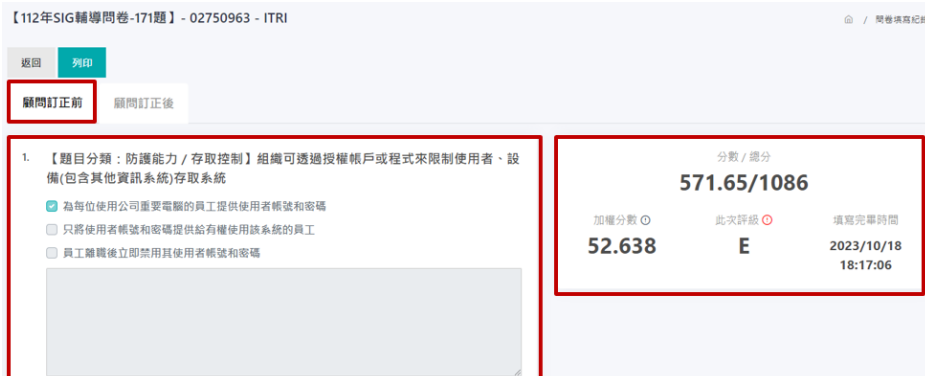 【112年SIG輔導問卷-171題】- 02750963 - ITRI
/ 問卷填寫紀錄
返回 列印
顧問訂正前 顧問訂正後
1. 【題目分類：防護能力 / 存取控制】組織可透過授權帳戶或程式來限制使用者、設
備(包含其他資訊系統)存取系統
為每位使用公司重要電腦的員工提供使用者帳號和密碼
只將使用者帳號和密碼提供給有權使用該系統的員工
員工離職後立即禁用其使用者帳號和密碼
分數 / 總分
571.65/1086
加權分數 此次評級 填寫完畢時間
52.638 E 2023/10/18
18:17:06